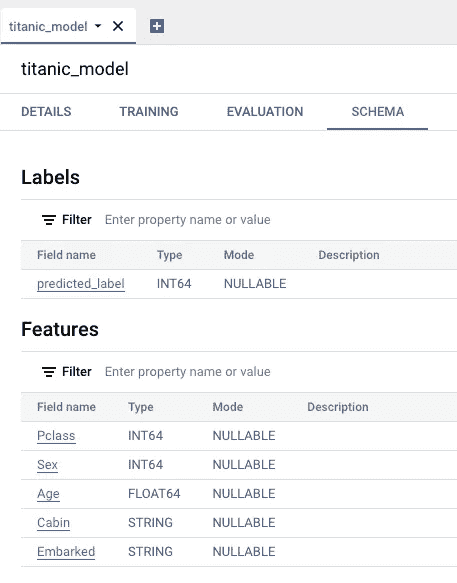 titanic_model
titanic_model
DETAILS TRAINING EVALUATION SCHEMA
Labels
Filter Enter property name or value
Field name Type Mode Description
predicted_label INT64 NULLABLE
Features
Filter Enter property name or value
Field name Type Mode Description
Pclass INT64 NULLABLE
Sex INT64 NULLABLE
Age FLOAT64 NULLABLE
Cabin STRING NULLABLE
Embarked STRING NULLABLE